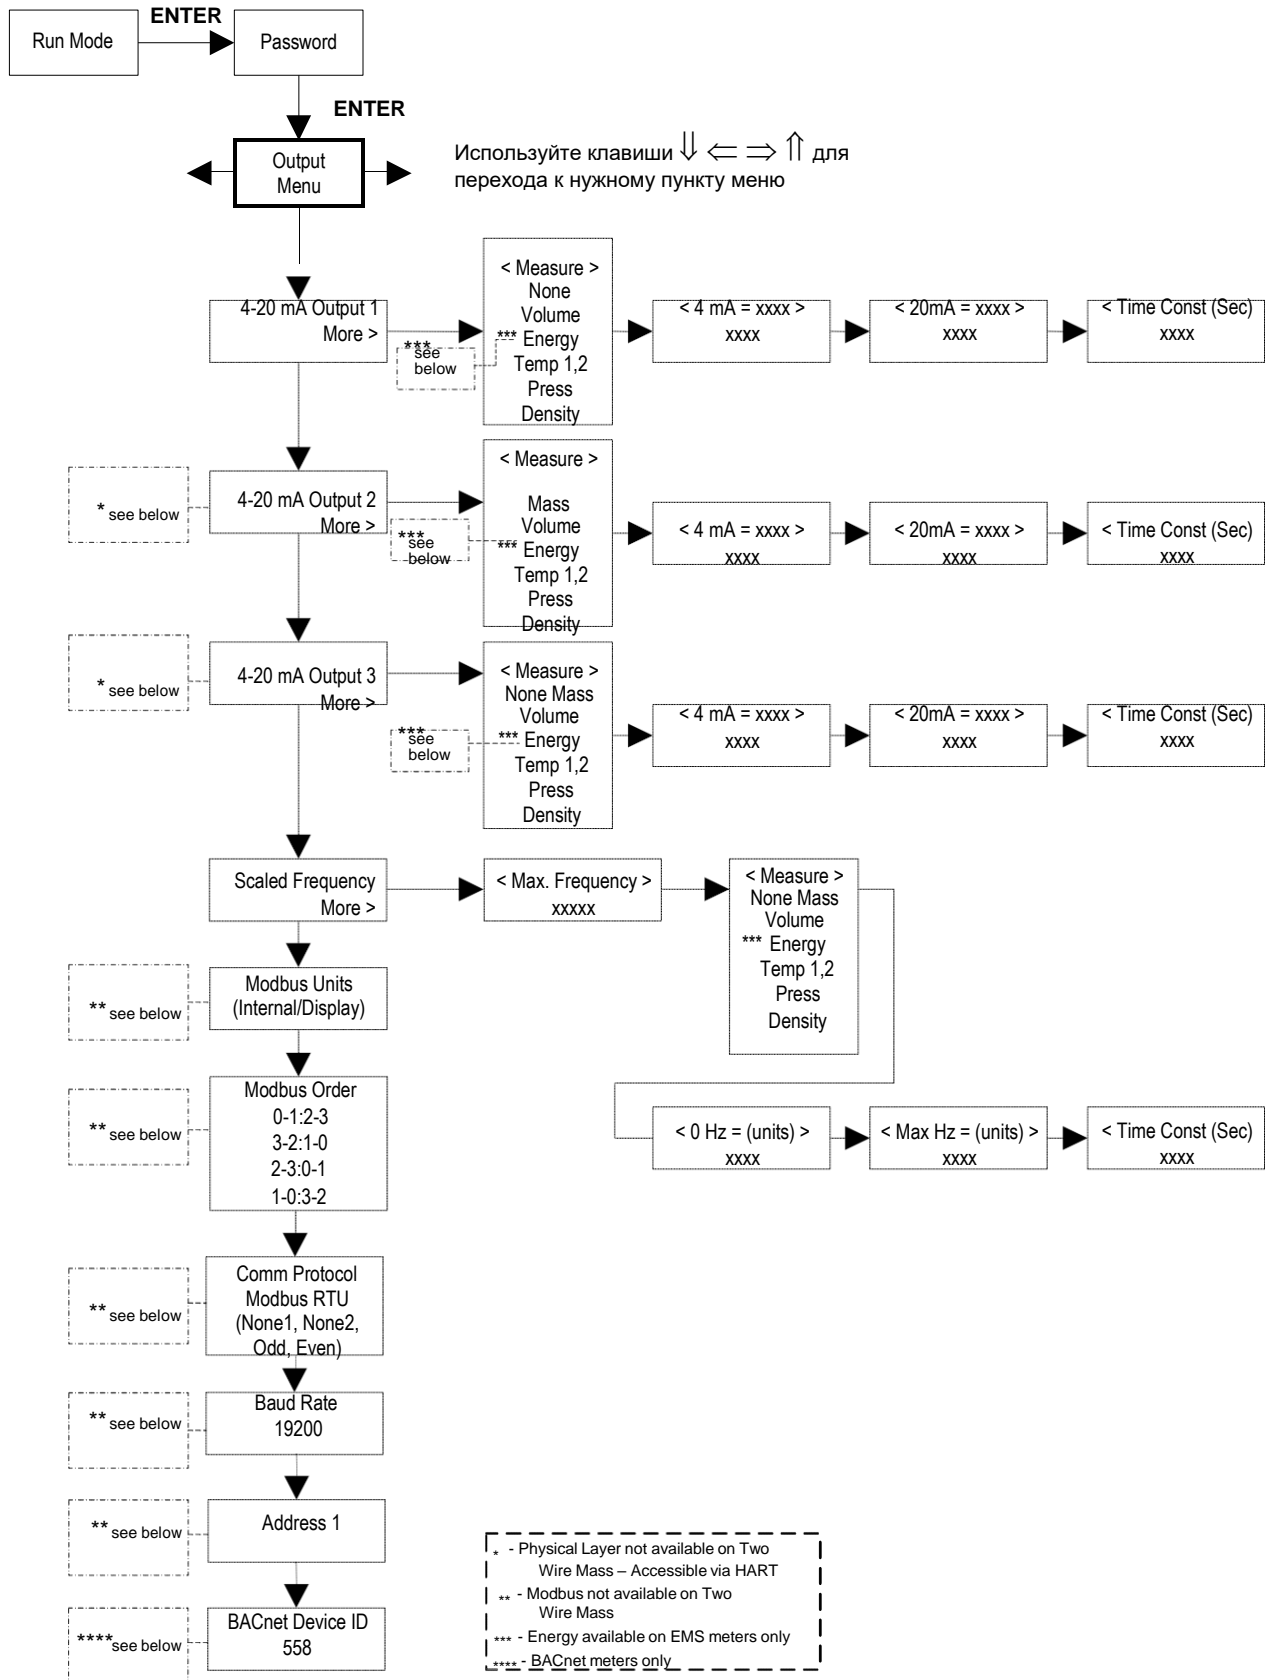 ENTER
Run Mode
Password
ENTER
Output
Menu
Используйте клавиши ⇓ ⇐ ⇒ ⇑ для
перехода к нужному пункту меню
4-20 mA Output 1
More >
*** see
below
< Measure >
None
Volume
*** Energy
Temp 1,2
Press
Density
< 4 mA = xxxx >
xxxx
< 20mA = xxxx >
xxxx
< Time Const (Sec)
xxxx
* see below
4-20 mA Output 2
More >
*** see
below
< Measure >
Mass
Volume
*** Energy
Temp 1,2
Press
Density
< 4 mA = xxxx >
xxxx
< 20mA = xxxx >
xxxx
< Time Const (Sec)
xxxx
* see below
4-20 mA Output 3
More >
*** see
below
< Measure >
None Mass
Volume
*** Energy
Temp 1,2
Press
Density
< 4 mA = xxxx >
xxxx
< 20mA = xxxx >
xxxx
< Time Const (Sec)
xxxx
Scaled Frequency
More >
< Max. Frequency >
xxxxx
< Measure >
None Mass
Volume
*** Energy
Temp 1,2
Press
Density
< 0 Hz = (units) >
xxxx
< Max Hz = (units) >
xxxx
< Time Const (Sec)
xxxx
** see below
Modbus Units
(Internal/Display)
** see below
Modbus Order
0-1:2-3
3-2:1-0
2-3:0-1
1-0:3-2
** see below
Comm Protocol
Modbus RTU
(None1, None2,
Odd, Even)
** see below
Baud Rate
19200
** see below
Address 1
**** see below
BACnet Device ID
558
* - Physical Layer not available on Two
Wire Mass – Accessible via HART
** - Modbus not available on Two
Wire Mass
*** - Energy available on EMS meters only
**** - BACnet meters only